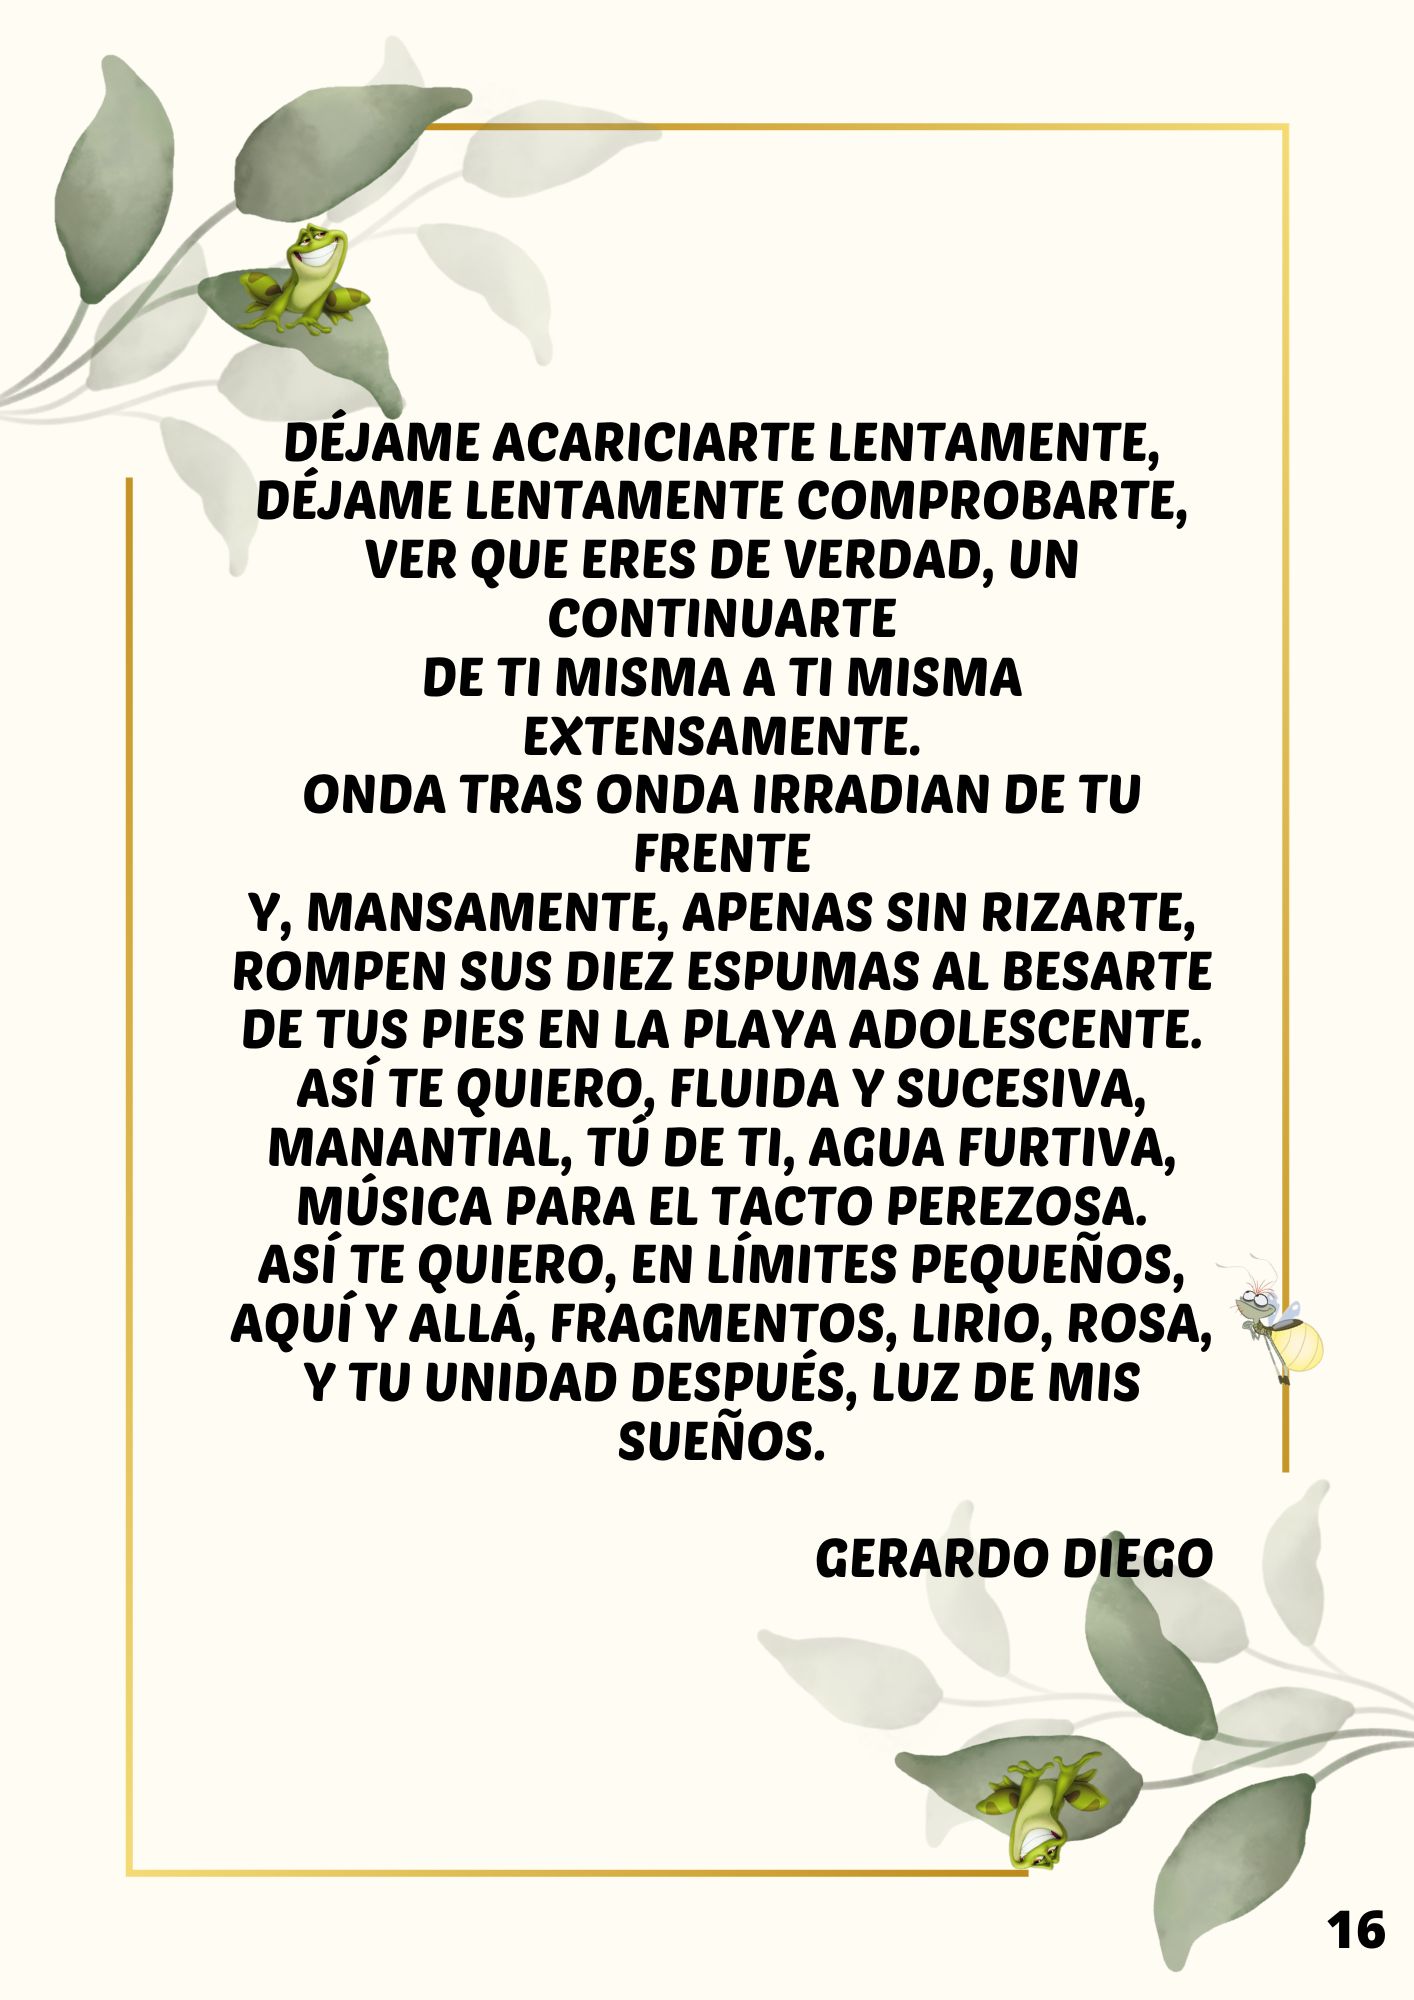 DÉJAME ACARICIARTE LENTAMENTE,
DÉJAME LENTAMENTE COMPROBARTE,
VER QUE ERES DE VERDAD, UN
CONTINUARTE
DE TI MISMA A TI MISMA
EXTENSAMENTE.
ONDA TRAS ONDA IRRADIAN DE TU
FRENTE
Y, MANSAMENTE, APENAS SIN RIZARTE,
ROMPEN SUS DIEZ ESPUMAS AL BESARTE
DE TUS PIES EN LA PLAYA ADOLESCENTE.
ASÍ TE QUIERO, FLUIDA Y SUCESIVA,
MANANTIAL, TÚ DE TI, AGUA FURTIVA,
MÚSICA PARA EL TACTO PEREZOSA.
ASÍ TE QUIERO, EN LÍMITES PEQUEÑOS,
AQUÍ Y ALLÁ, FRAGMENTOS, LIRIO, ROSA,
Y TU UNIDAD DESPUÉS, LUZ DE MIS
SUEÑOS.
GERARDO DIEGO
16